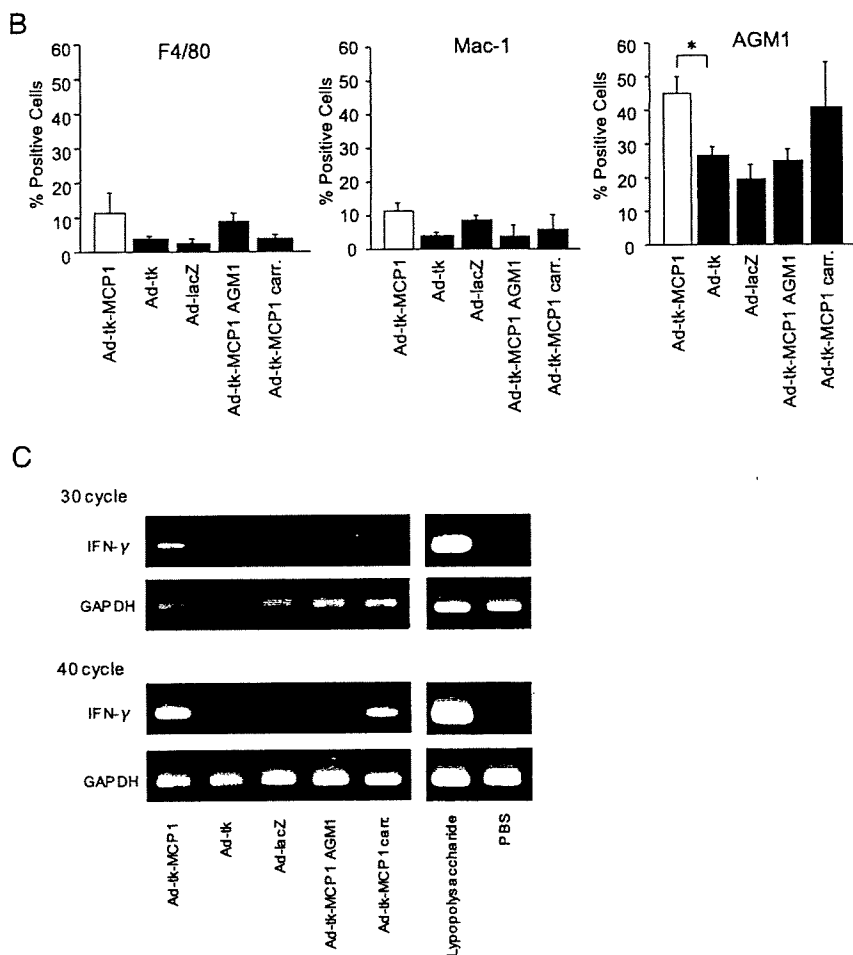 B
F4/80
Mac-1
AGM1
% Positive Cells
60
50
40
30
20
10
0
Ad-tk-MCP1
Ad-tk
Ad-lacZ
Ad-tk-MCP1 AGM1
Ad-tk-MCP1 carr.
% Positive Cells
60
50
40
30
20
10
0
Ad-tk-MCP1
Ad-tk
Ad-lacZ
Ad-tk-MCP1 AGM1
Ad-tk-MCP1 carr.
% Positive Cells
60
50
40
30
20
10
0
*
Ad-tk-MCP1
Ad-tk
Ad-lacZ
Ad-tk-MCP1 AGM1
Ad-tk-MCP1 carr.
C
30 cycle
IFN-γ
GAPDH
40 cycle
IFN-γ
GAPDH
Ad-tk-MCP1
Ad-tk
Ad-lacZ
Ad-tk-MCP1 AGM1
Ad-tk-MCP1 carr.
Lypopolysaccharide
PBS